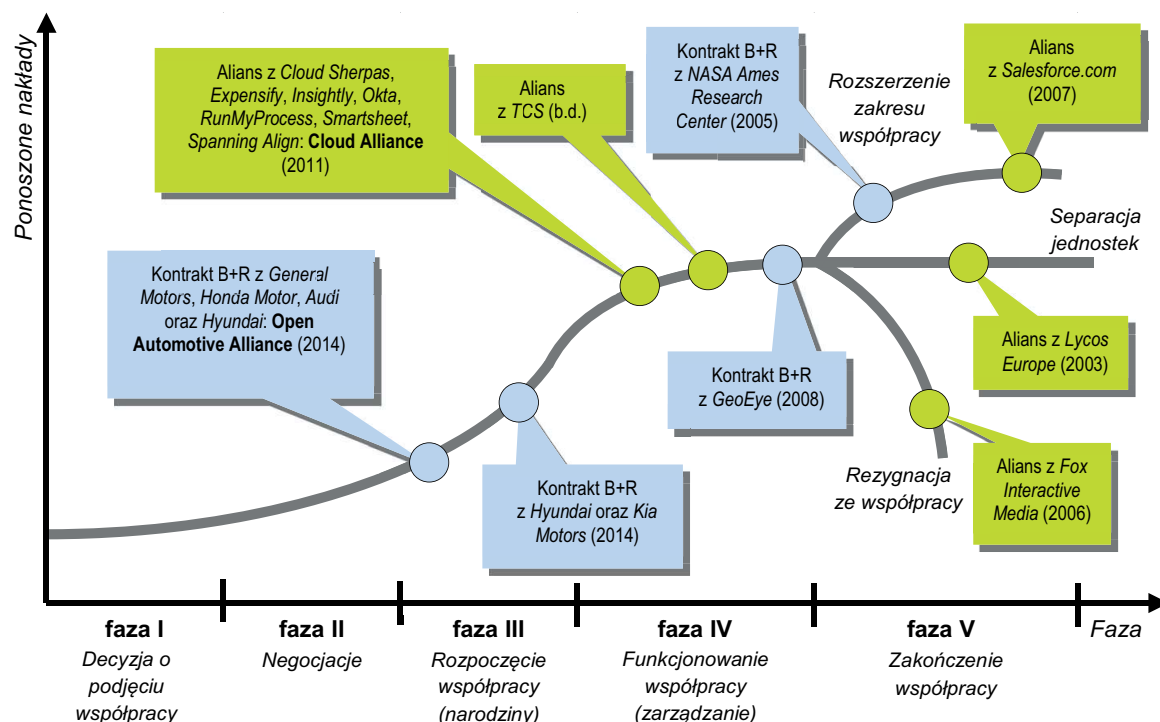 Ponoszone nakłady
Alians z Cloud Sherpas,
Expensify, Insightly, Okta,
RunMyProcess, Smartsheet,
Spanning Align: Cloud Alliance
(2011)
Alians
z TCS (b.d.)
Kontrakt B+R
z NASA Ames
Research
Center (2005)
Rozszerzenie
zakresu
współpracy
Alians
z Salesforce.com
(2007)
Separacja
jednostek
Kontrakt B+R z General
Motors, Honda Motor, Audi
oraz Hyundai: Open
Automotive Alliance (2014)
Kontrakt B+R
z GeoEye (2008)
Alians z Lycos
Europe (2003)
Kontrakt B+R
z Hyundai oraz Kia
Motors (2014)
Rezygnacja
ze współpracy
Alians z Fox
Interactive
Media (2006)
faza I
Decyzja o
podjęciu
współpracy
faza II
Negocjacje
faza III
Rozpoczęcie
współpracy
(narodziny)
faza IV
Funkcjonowanie
współpracy
(zarządzanie)
faza V
Zakończenie
współpracy
Faza